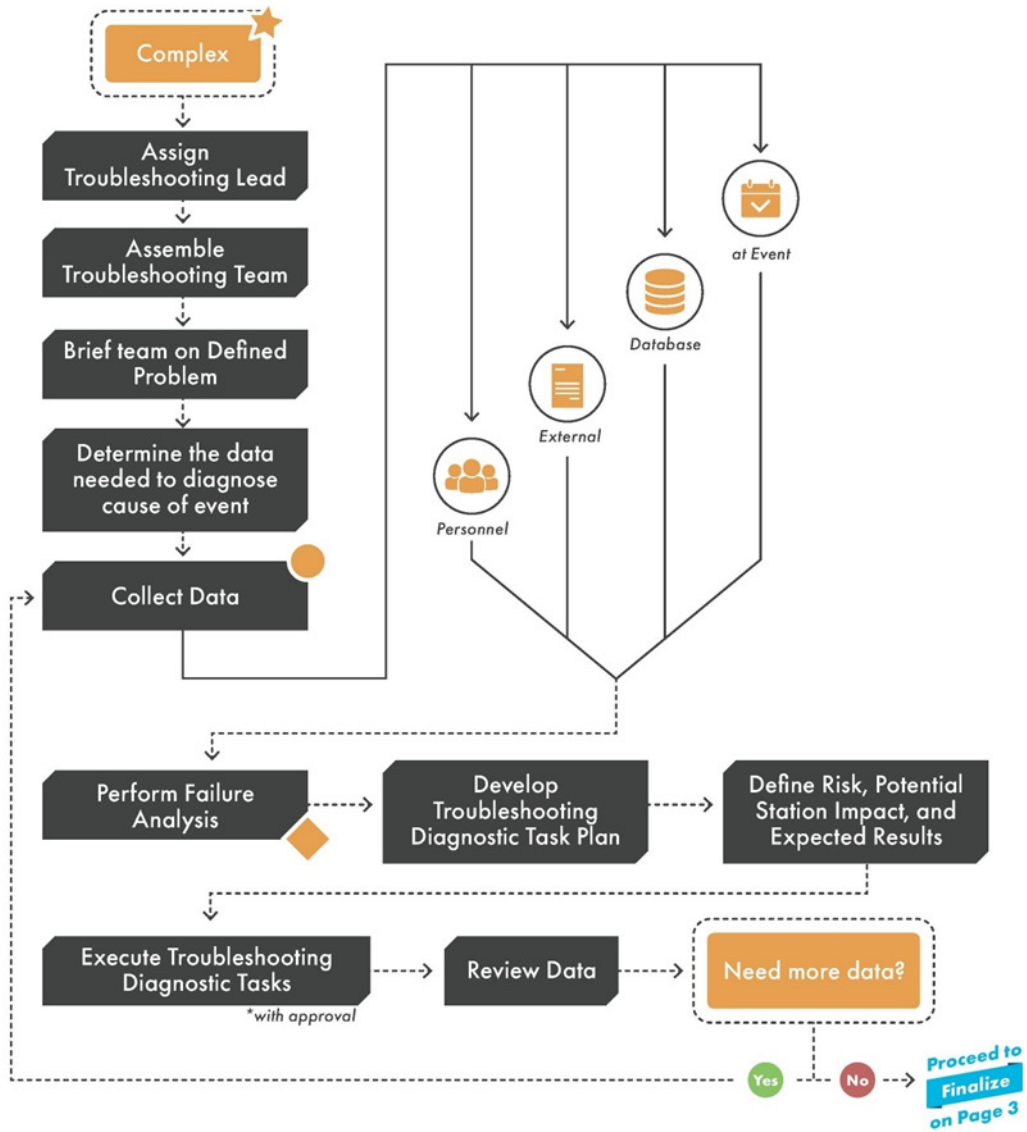 Complex
Assign
Troubleshooting Lead
Assemble
Troubleshooting Team
Brief team on Defined
Problem
Determine the data
needed to diagnose
cause of event
Collect Data
at Event
Database
External
Personnel
Perform Failure
Analysis
Develop
Troubleshooting
Diagnostic Task Plan
Define Risk, Potential
Station Impact, and
Expected Results
Execute Troubleshooting
Diagnostic Tasks
*with approval
Review Data
Need more data?
Yes
No
Proceed to
Finalize
on Page 3